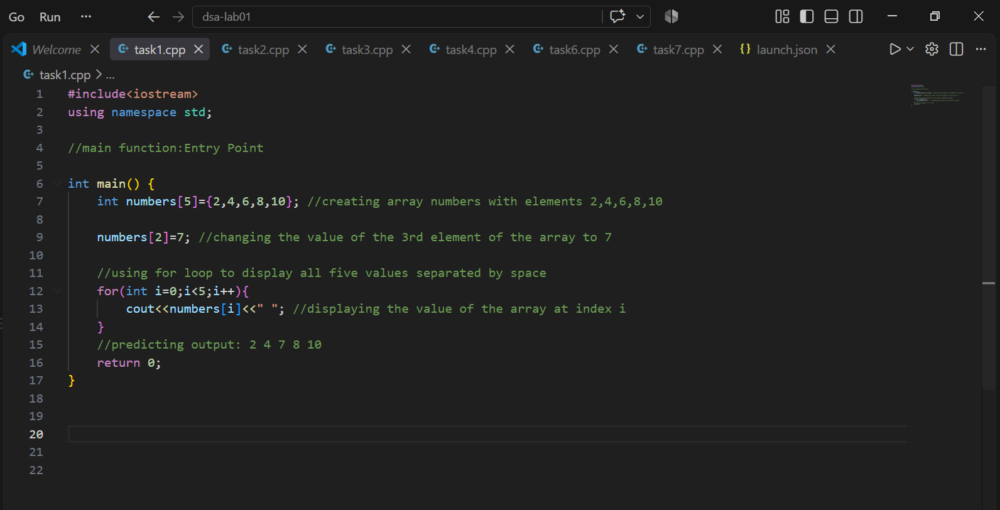 Go Run ... dsa-lab01
Welcome task1.cpp task2.cpp task3.cpp task4.cpp task6.cpp task7.cpp {} launch.json ...
task1.cpp > ...
1 #include<iostream>
2 using namespace std;
3
4 //main function:Entry Point
5
6 int main() {
7     int numbers[5]={2,4,6,8,10}; //creating array numbers with elements 2,4,6,8,10
8
9     numbers[2]=7; //changing the value of the 3rd element of the array to 7
10
11     //using for loop to display all five values separated by space
12     for(int i=0;i<5;i++){
13         cout<<numbers[i]<<" "; //displaying the value of the array at index i
14     }
15     //predicting output: 2 4 7 8 10
16     return 0;
17 }
18
19
20
21
22